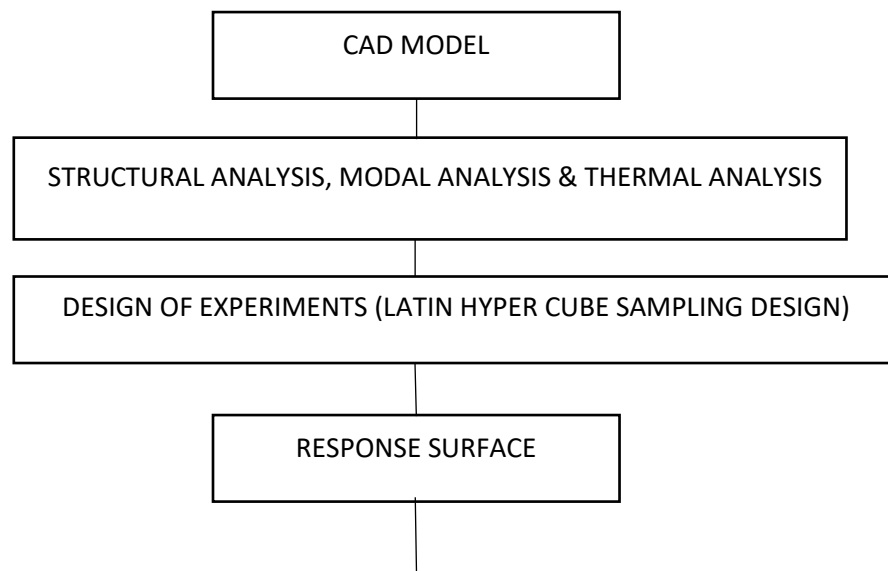 CAD MODEL
STRUCTURAL ANALYSIS, MODAL ANALYSIS & THERMAL ANALYSIS
DESIGN OF EXPERIMENTS (LATIN HYPER CUBE SAMPLING DESIGN)
RESPONSE SURFACE